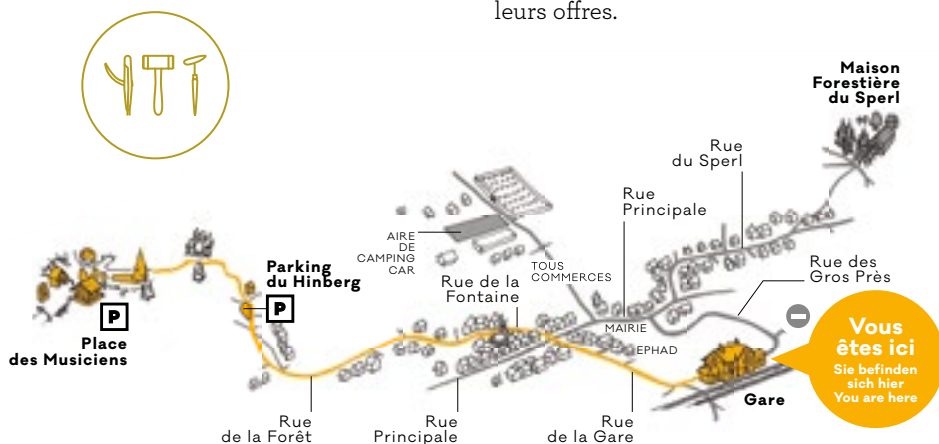 leurs offres.
Maison
Forestière
du Sperl
Rue
du Sperl
Rue
Principale
AIRE
DE
CAMPING
CAR
TOUS
COMMERCES
Rue de la
Fontaine
Rue des
Gros Près
Parking
du Hinberg
P
P
Place
des Musiciens
MAIRIE
EPHAD
Vous
êtes ici
Sie befinden
sich hier
You are here
Gare
Rue
de la Forêt
Rue
Principale
Rue
de la Gare